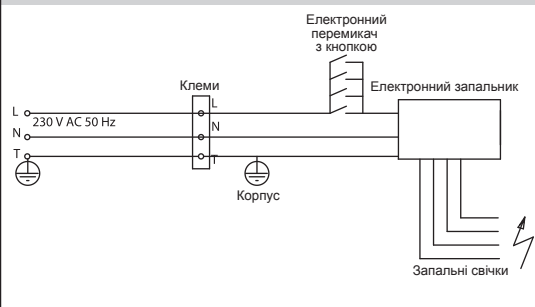 Електронний
перемикач
з кнопкою
Клеми
Електронний запальник
L
L
230 V AC 50 Hz
N
N
T
T
Корпус
Запальні свічки